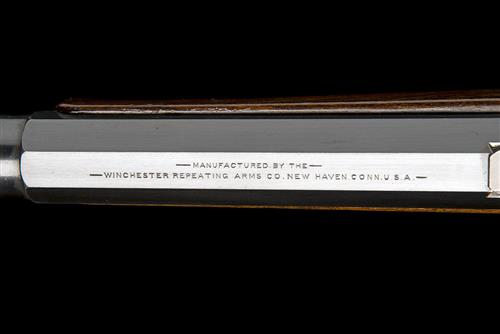 —MANUFACTURED BY THE—
—WINCHESTER REPEATING ARMS CO. NEW HAVEN. CONN. U.S.A.—